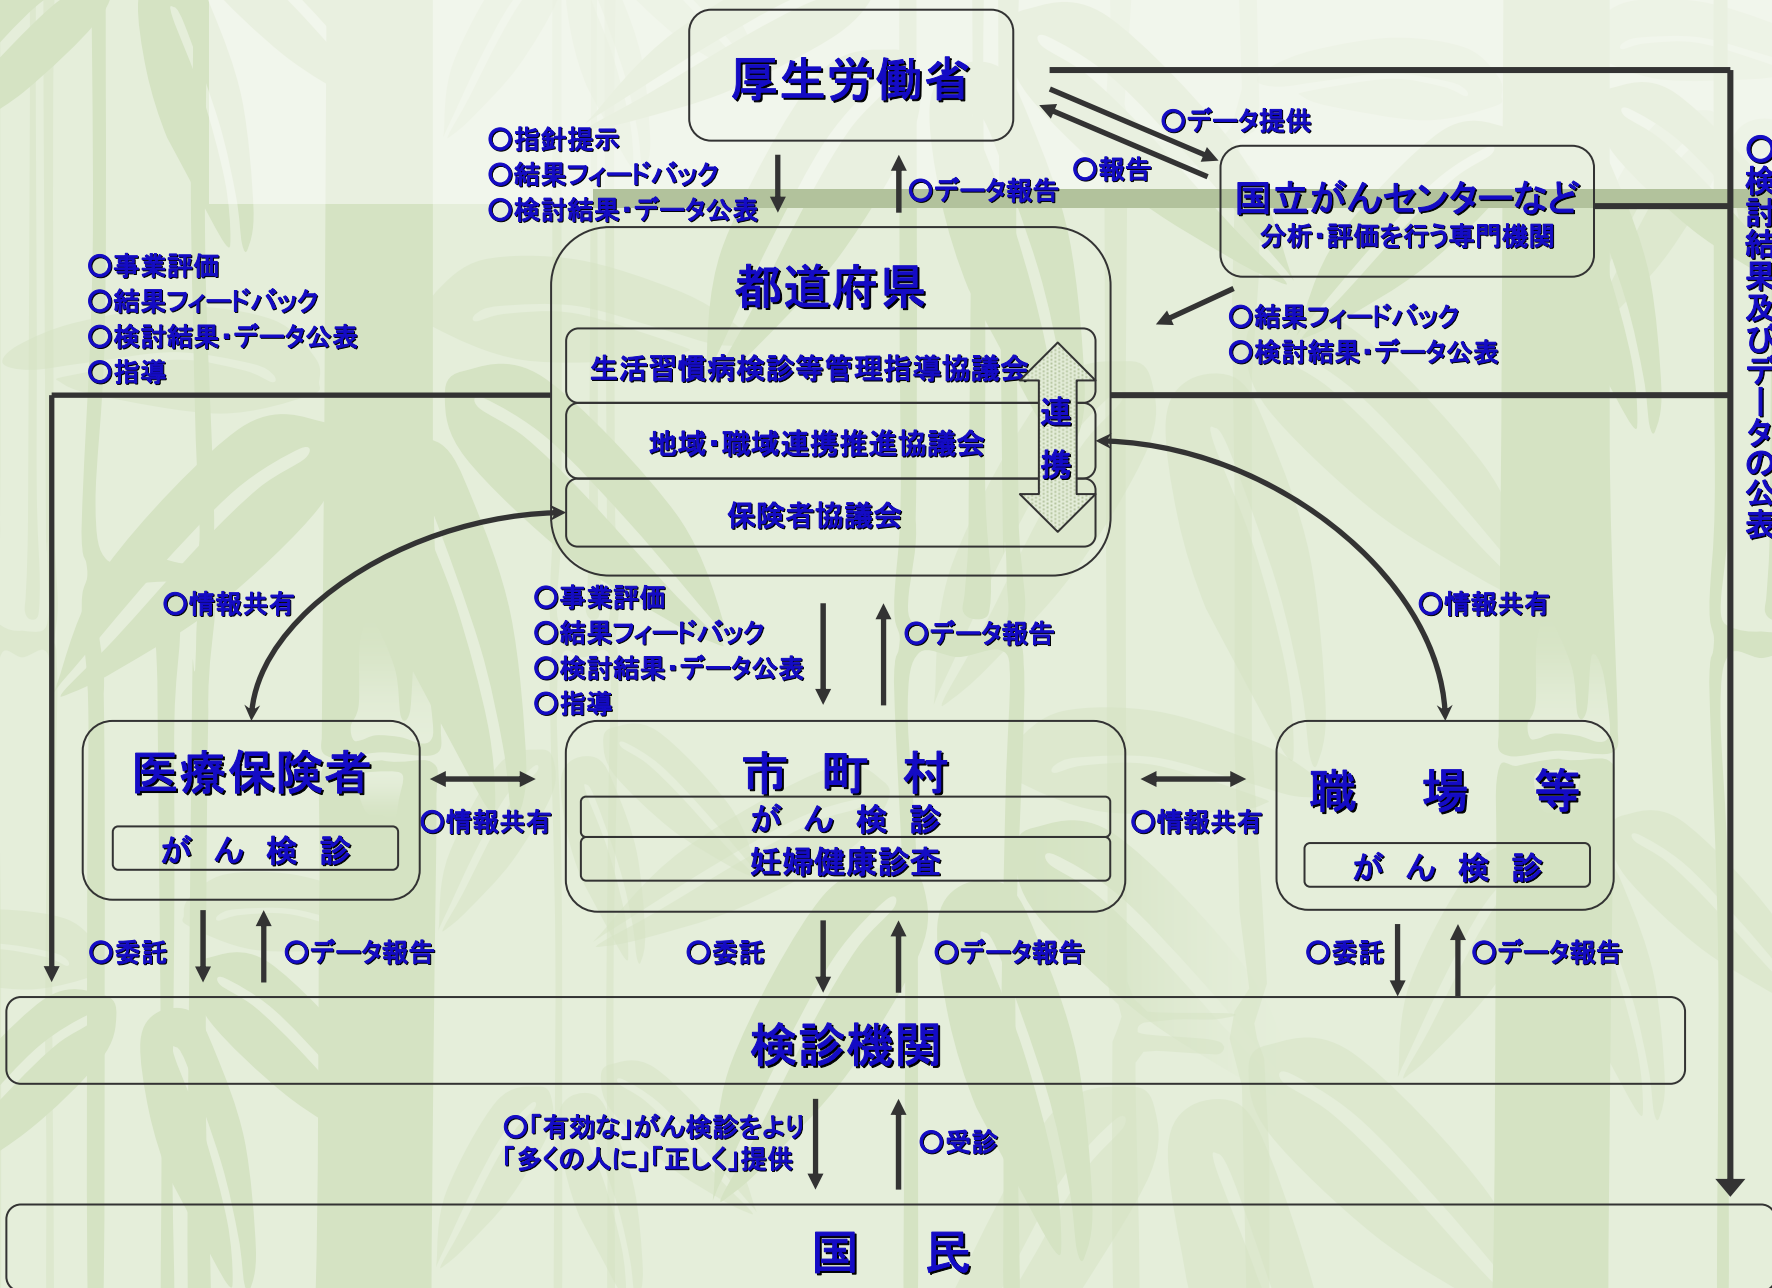 厚生労働省
○指針提示
○結果フィードバック
○検討結果・データ公表
○データ報告
○データ提供
○報告
国立がんセンターなど
分析・評価を行う専門機関
○結果フィードバック
○検討結果・データ公表
○検討結果及びデータの公表
○事業評価
○結果フィードバック
○検討結果・データ公表
○指導
都道府県
生活習慣病検診等管理指導協議会
地域・職域連携推進協議会
保険者協議会
連携
○情報共有
○事業評価
○結果フィードバック
○検討結果・データ公表
○指導
○データ報告
○情報共有
医療保険者
がん検診
○情報共有
市町村
がん検診
妊婦健康診査
○情報共有
職場等
がん検診
○委託
○データ報告
○委託
○データ報告
○委託
○データ報告
検診機関
○「有効な」がん検診をより
「多くの人に」「正しく」提供
○受診
国民